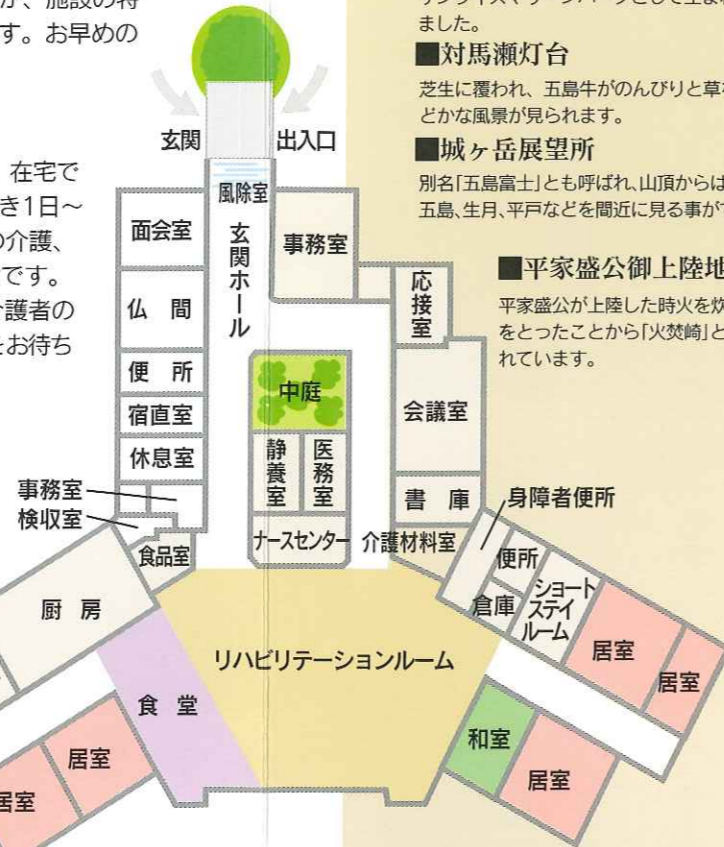 施設の特
す。お早めの
在宅で
き1日～
の介護、
です。
介護者の
をお待ち
ました。
■対馬瀬灯台
芝生に覆われ、五島牛がのんびりと草
どかな風景が見られます。
■城ヶ岳展望所
別名「五島富士」とも呼ばれ、山頂からは
五島、生月、平戸などを間近に見る事が
■平家盛公御上陸地
平家盛公が上陸した時火を炊
をとったことから「火焚崎」と
れています。
玄関
出入口
風除室
玄関ホール
面会室
事務室
仏間
応接室
便所
中庭
会議室
宿直室
休息室
静養室
医務室
事務室
検収室
書庫
身障者便所
食品室
ナースセンター
介護材料室
便所
倉庫
ショート
ステイ
ルーム
厨房
リハビリテーションルーム
居室
居室
食堂
和室
居室
居室
居室